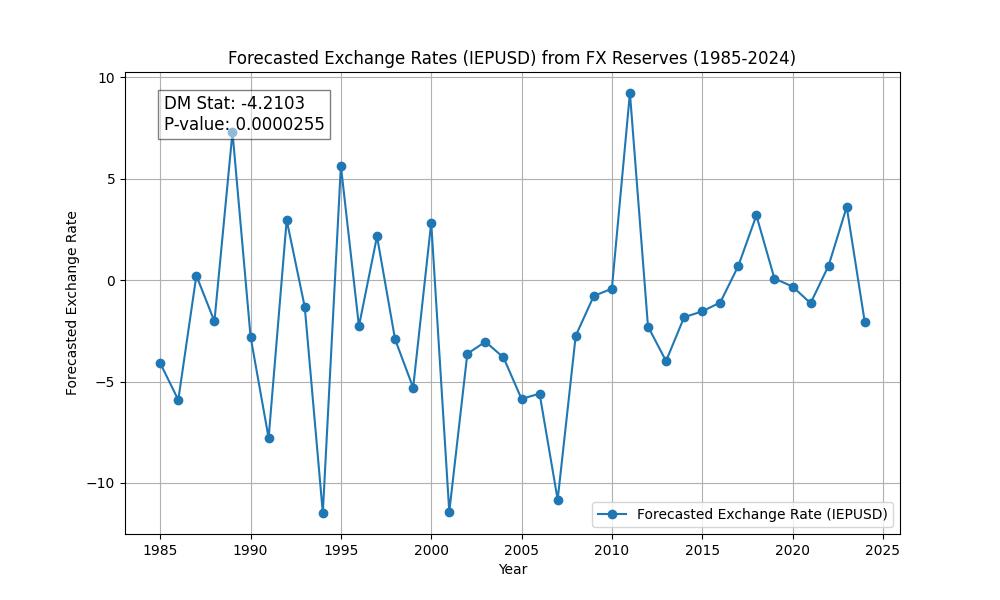 Forecasted Exchange Rates (IEPUSD) from FX Reserves (1985-2024)
DM Stat: -4.2103
P-value: 0.0000255
Forecasted Exchange Rate
10
5
0
−5
−10
Forecasted Exchange Rate (IEPUSD)
1985 1990 1995 2000 2005 2010 2015 2020 2025
Year